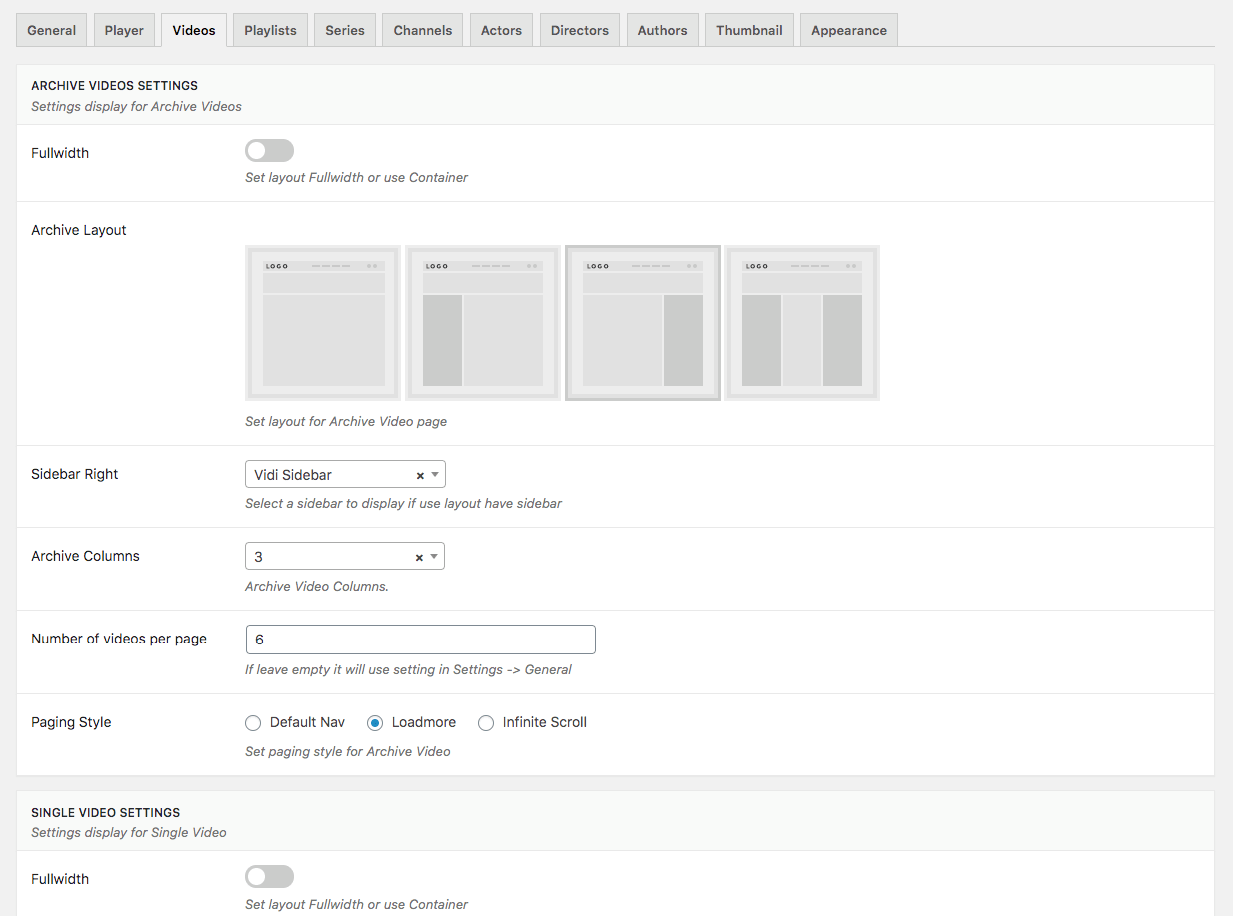 General Player Videos Playlists Series Channels Actors Directors Authors Thumbnail Appearance
ARCHIVE VIDEOS SETTINGS
Settings display for Archive Videos
Fullwidth
Set layout Fullwidth or use Container
Archive Layout
LOGO LOGO LOGO LOGO
Set layout for Archive Video page
Sidebar Right
Vidi Sidebar ×
Select a sidebar to display if use layout have sidebar
Archive Columns
3 ×
Archive Video Columns.
Number of videos per page
6
If leave empty it will use setting in Settings -> General
Paging Style
Default Nav Loadmore Infinite Scroll
Set paging style for Archive Video
SINGLE VIDEO SETTINGS
Settings display for Single Video
Fullwidth
Set layout Fullwidth or use Container